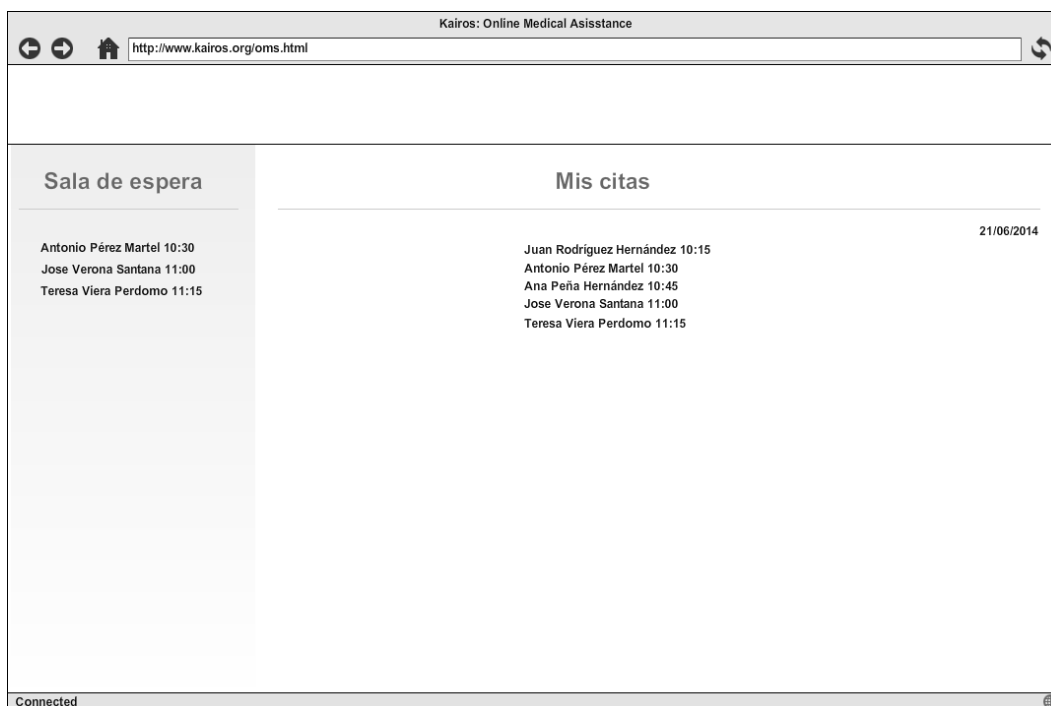 Kairos: Online Medical Asisstance
http://www.kairos.org/oms.html
Sala de espera
Antonio Pérez Martel 10:30
Jose Verona Santana 11:00
Teresa Viera Perdomo 11:15
Mis citas
21/06/2014
Juan Rodríguez Hernández 10:15
Antonio Pérez Martel 10:30
Ana Peña Hernández 10:45
Jose Verona Santana 11:00
Teresa Viera Perdomo 11:15
Connected